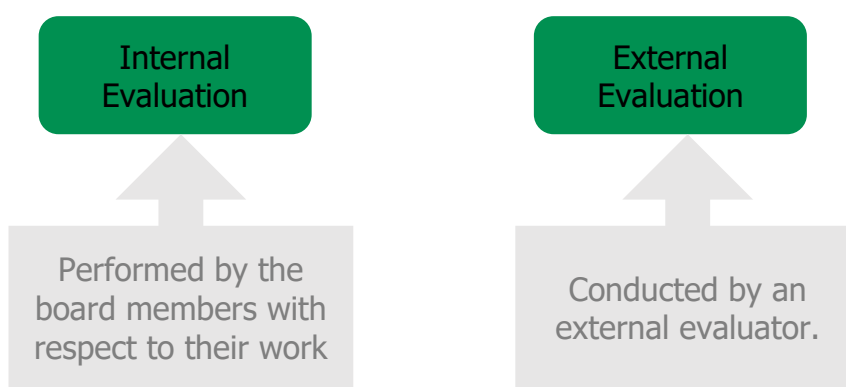 Internal
Evaluation
External
Evaluation
Performed by the
board members with
respect to their work
Conducted by an
external evaluator.